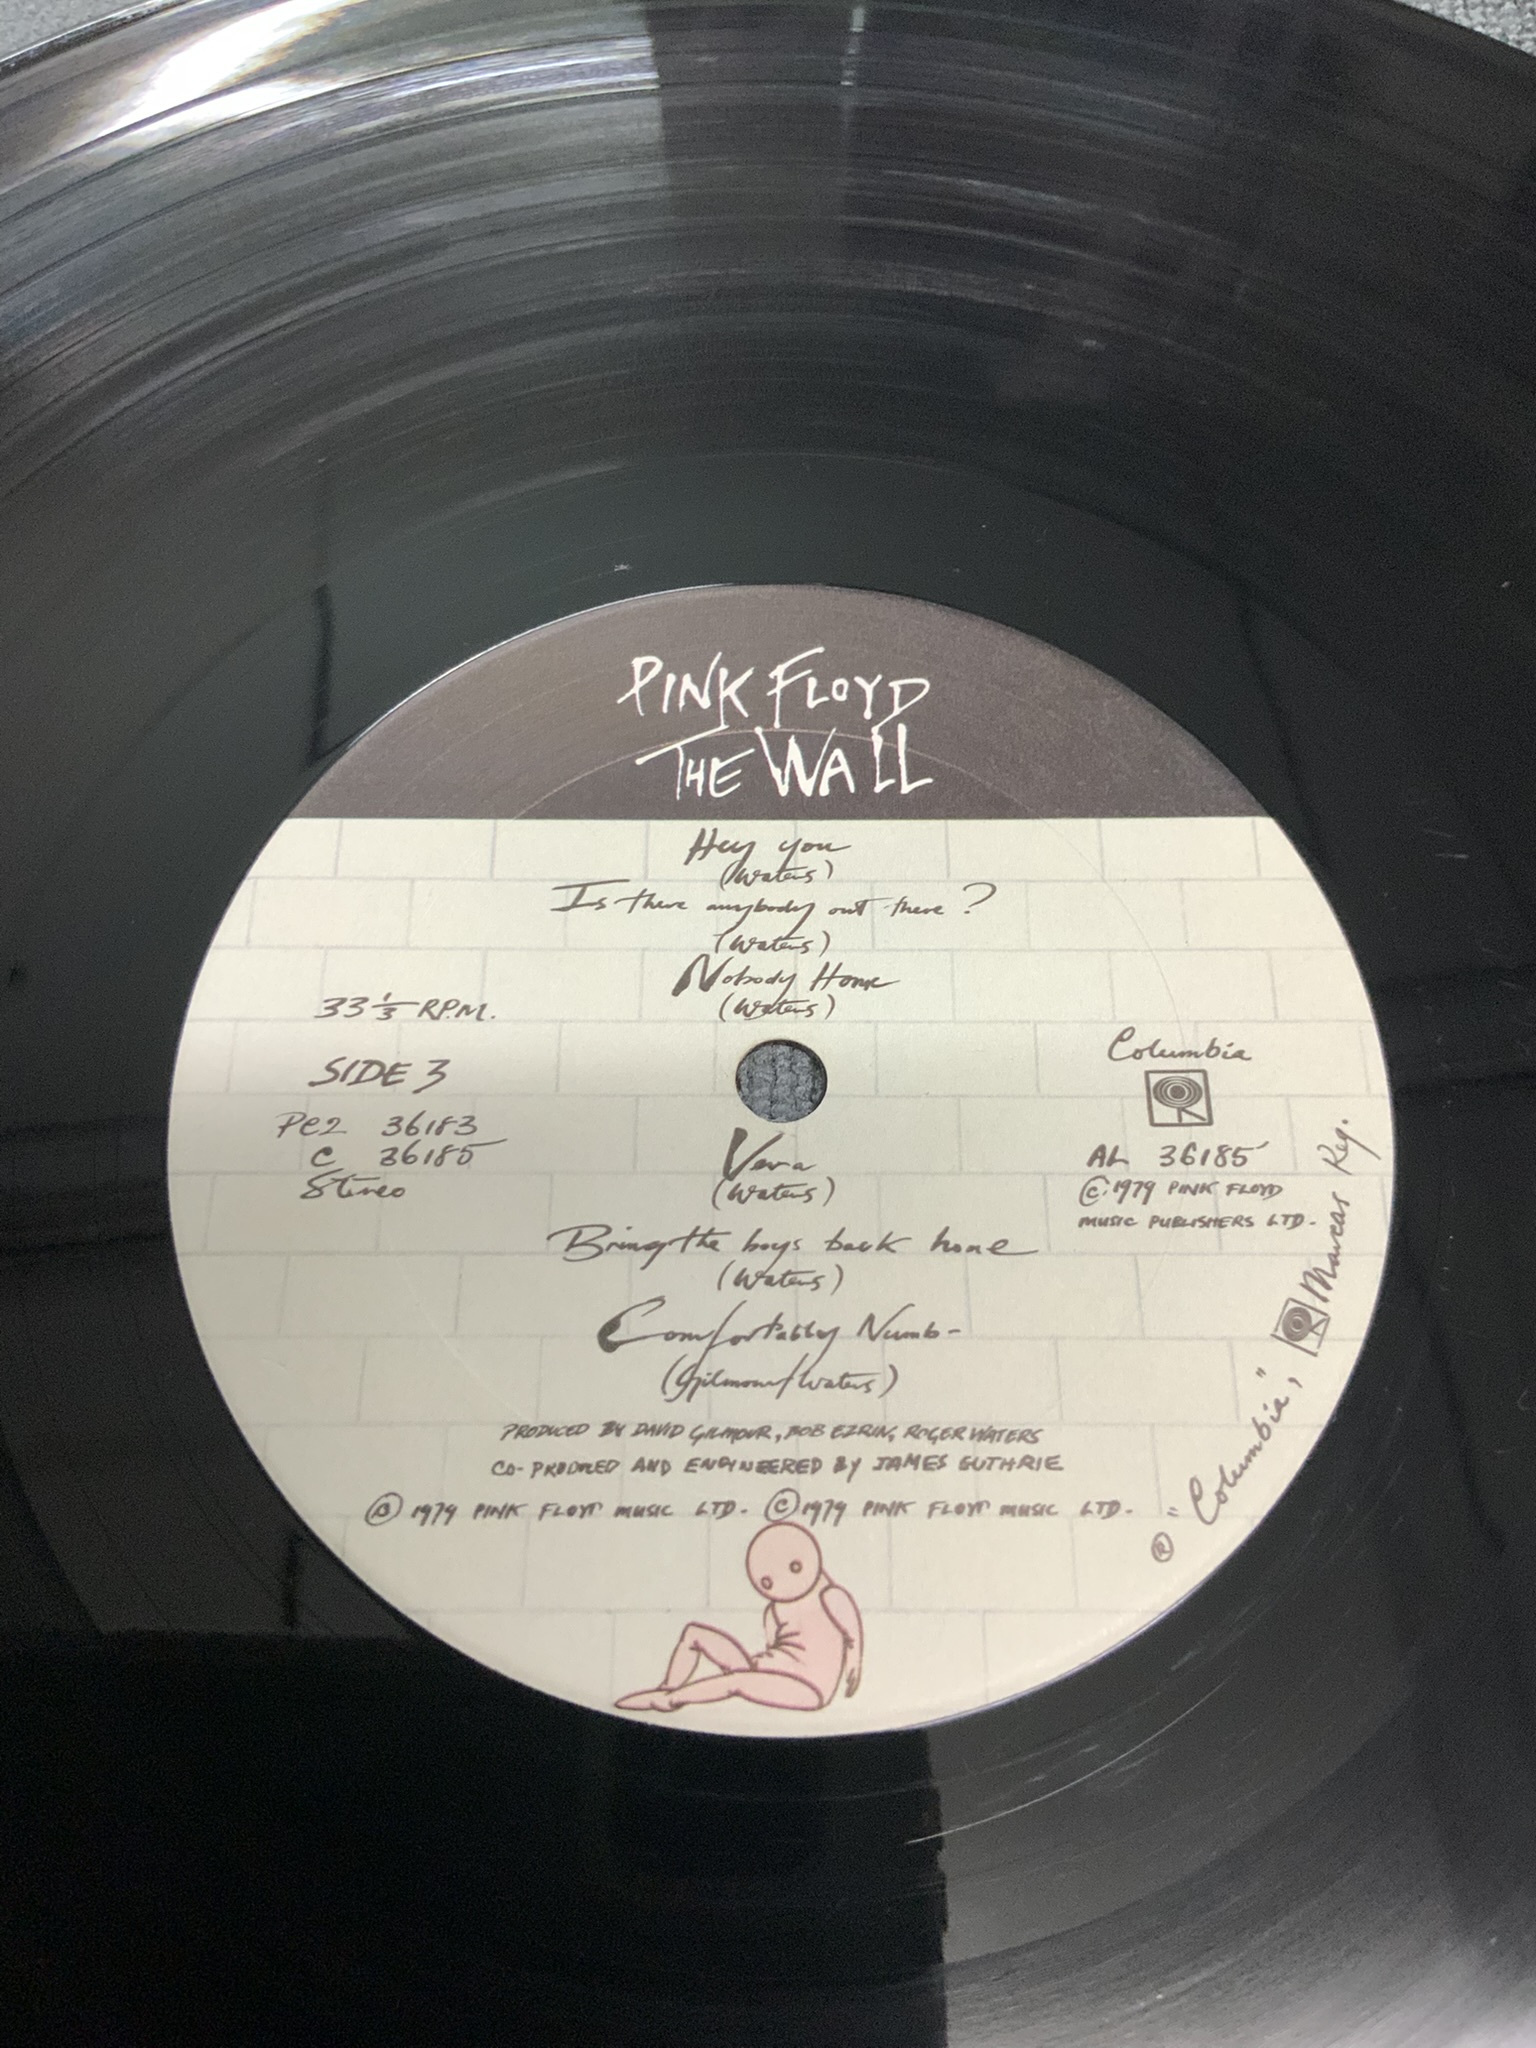 PINK FLOYD
THE WALL
Hey you
(Waters)
Is there anybody out there?
(Waters)
Nobody Home
(Waters)
33 1/3 R.P.M.
SIDE 3
PC2 36183
C 36185
Stereo
Columbia
AL 36185
© 1979 PINK FLOYD
MUSIC PUBLISHERS LTD.
Vera
(Waters)
Bring the boys back home
(Waters)
Comfortably Numb-
(Gilmour/Waters)
PRODUCED BY DAVID GILMOUR, BOB EZRIN, ROGER WATERS
CO-PRODUCED AND ENGINEERED BY JAMES GUTHRIE
Ⓟ 1979 PINK FLOYD MUSIC LTD. © 1979 PINK FLOYD MUSIC LTD.
® "Columbia", Marcas Reg.